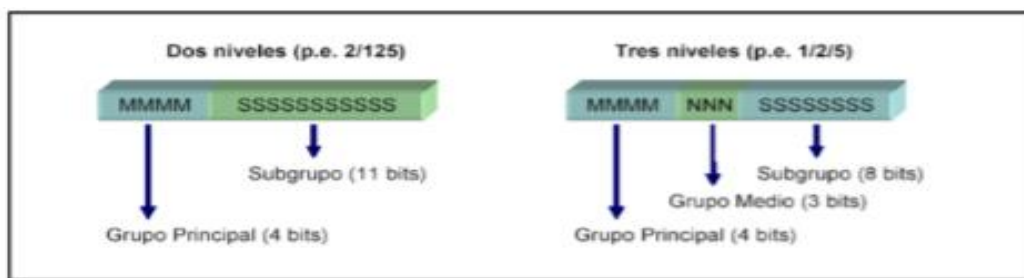 Dos niveles (p.e. 2/125)
MMMM SSSSSSSSSSS
Subgrupo (11 bits)
Grupo Principal (4 bits)
Tres niveles (p.e. 1/2/5)
MMMM NNN SSSSSSSS
Subgrupo (8 bits)
Grupo Medio (3 bits)
Grupo Principal (4 bits)